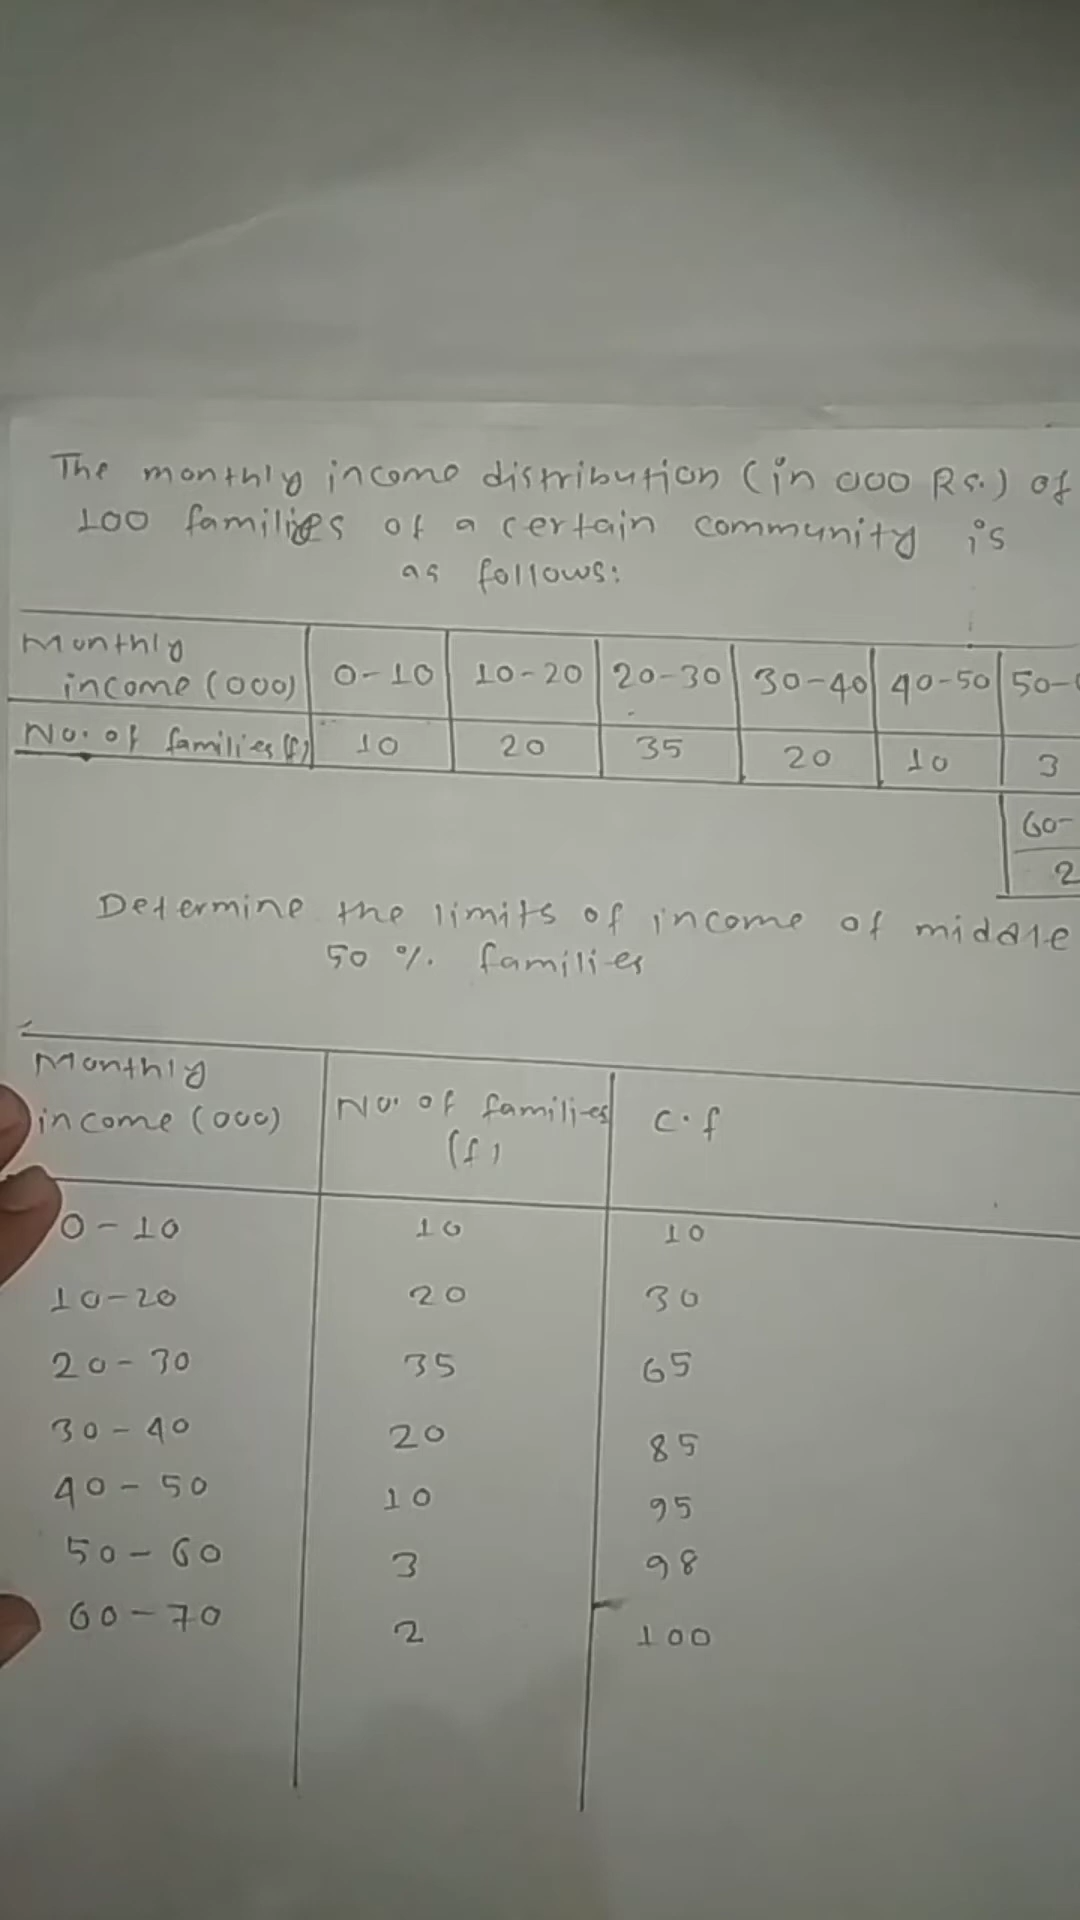 The monthly income distribution (in 000 Rs.) of
100 families of a certain community is
as follows:
Monthly
income (000) 0-10 10-20 20-30 30-40 40-50 50-
No. of families (f) 10 20 35 20 10 3
60-
2
Determine the limits of income of middle
50 %. families
Monthly
income (000) No. of families (f) c.f
0-10 10 10
10-20 20 30
20-30 35 65
30-40 20 85
40-50 10 95
50-60 3 98
60-70 2 100